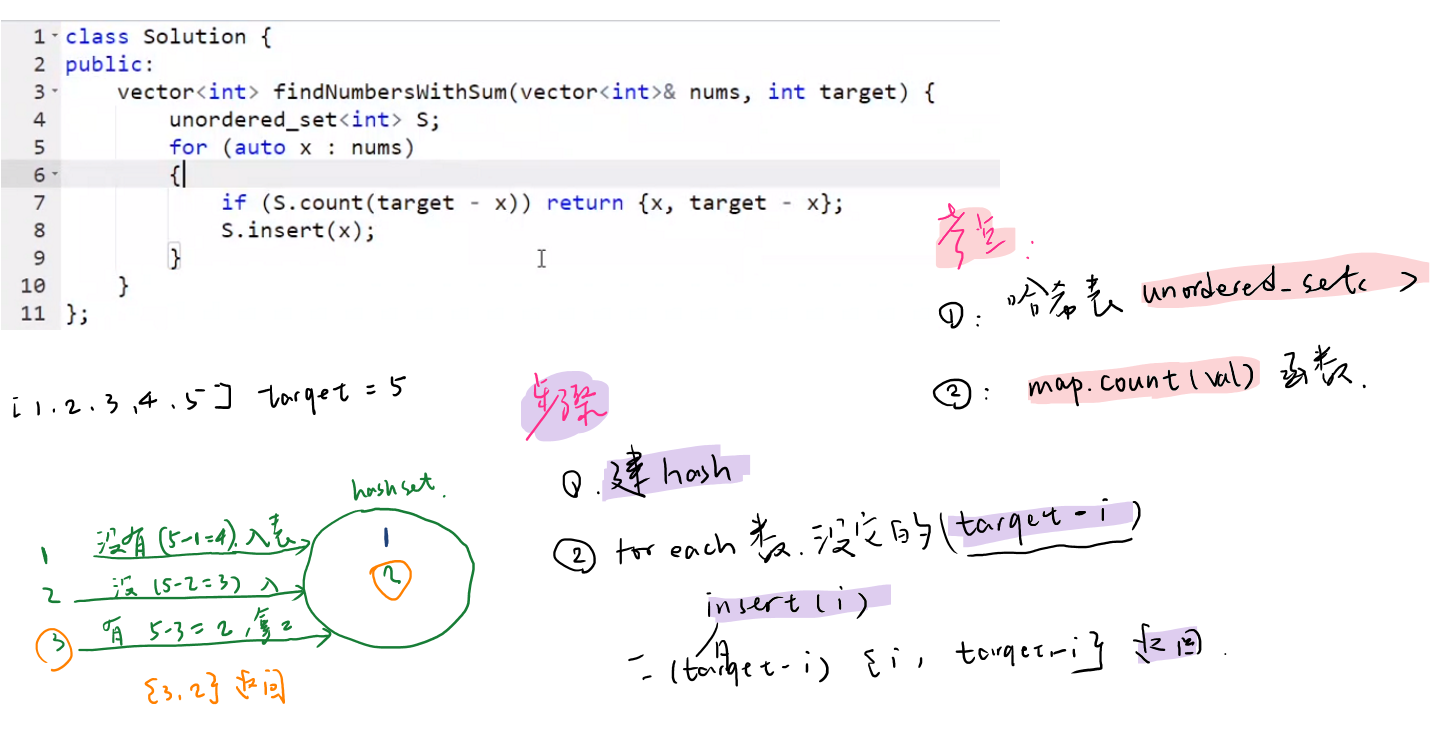 1 class Solution {
2 public:
3 vector<int> findNumbersWithSum(vector<int>& nums, int target) {
4 unordered_set<int> S;
5 for (auto x : nums)
6 {
7 if (S.count(target - x)) return {x, target - x};
8 S.insert(x);
9 }
10 }
11 };
考点:
①: 哈希表 unordered_set< >
②: map.count(val) 函数.
[1.2.3,4.5] target = 5
步骤
①.建hash
② for each 数.没它的(target-i)
insert(i)
有(target-i) {i, target-i} 返回.
hashset.
1 没有(5-1=4).入表
1
2 没(5-2=3) 入
2
3 有 5-3=2,
{3,2} 返回